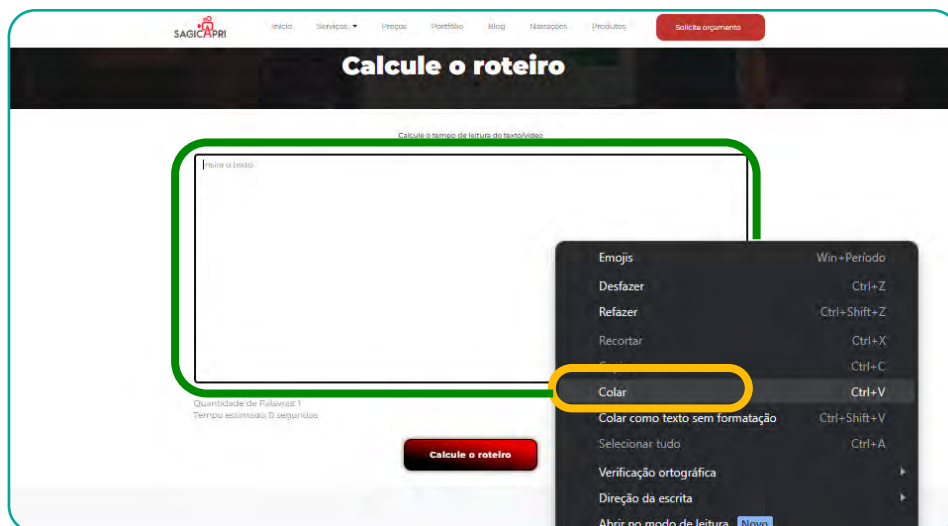 SAGICAPRI
Início Serviços Preços Portfólio Blog Narrações Produtos Solicite orçamento
Calcule o roteiro
Calcule o tempo de leitura do texto/vídeo
Insira o texto
Emojis Win+Período
Desfazer Ctrl+Z
Refazer Ctrl+Shift+Z
Recortar Ctrl+X
Copiar Ctrl+C
Colar Ctrl+V
Colar como texto sem formatação Ctrl+Shift+V
Selecionar tudo Ctrl+A
Verificação ortográfica
Direção da escrita
Abrir no modo de leitura Novo
Quantidade de Palavras: 1
Tempo estimado: 0 segundos
Calcule o roteiro